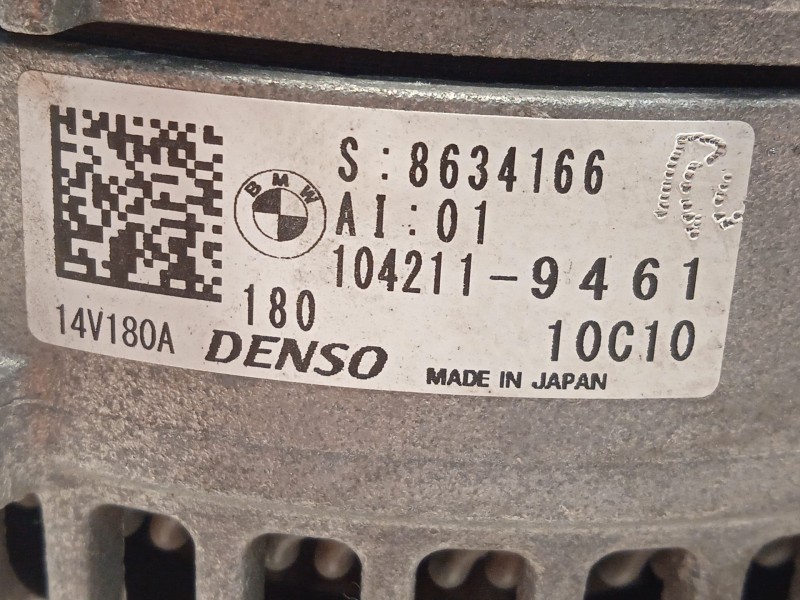 S:8634166
BMW
AI:01
104211-9461
180
10C10
14V180A
DENSO
MADE IN JAPAN
R